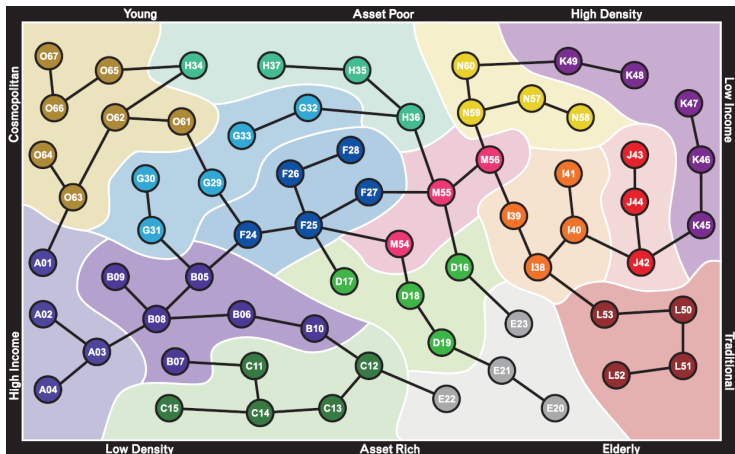 Young
Asset Poor
High Density
Cosmopolitan
High Income
Low Income
Traditional
O67
O65
H34
O66
H37
H35
N60
K49
K48
O62
O61
G32
G33
H36
N59
N57
N58
K47
O64
O63
G30
G29
F28
F26
F27
M56
M55
I41
J43
K46
J44
G31
F24
F25
M54
I39
I40
K45
A01
B09
B05
D17
D16
I38
J42
A02
B08
B06
B10
D18
E23
L53
L50
A03
B07
C11
C12
D19
E21
L52
L51
A04
C15
C14
C13
E22
E20
Low Density
Asset Rich
Elderly